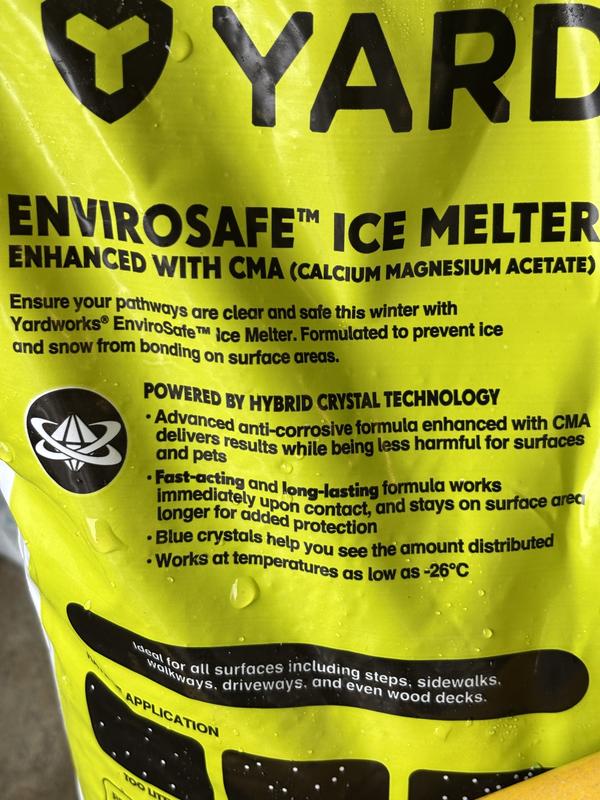 YARD
ENVIROSAFE™ ICE MELTER
ENHANCED WITH CMA (CALCIUM MAGNESIUM ACETATE)
Ensure your pathways are clear and safe this winter with
Yardworks® EnviroSafe™ Ice Melter. Formulated to prevent ice
and snow from bonding on surface areas.
POWERED BY HYBRID CRYSTAL TECHNOLOGY
• Advanced anti-corrosive formula enhanced with CMA
delivers results while being less harmful for surfaces
and pets
• Fast-acting and long-lasting formula works
immediately upon contact, and stays on surface area
longer for added protection
• Blue crystals help you see the amount distributed
• Works at temperatures as low as -26°C
Ideal for all surfaces including steps, sidewalks,
walkways, driveways, and even wood decks.
APPLICATION
TOO